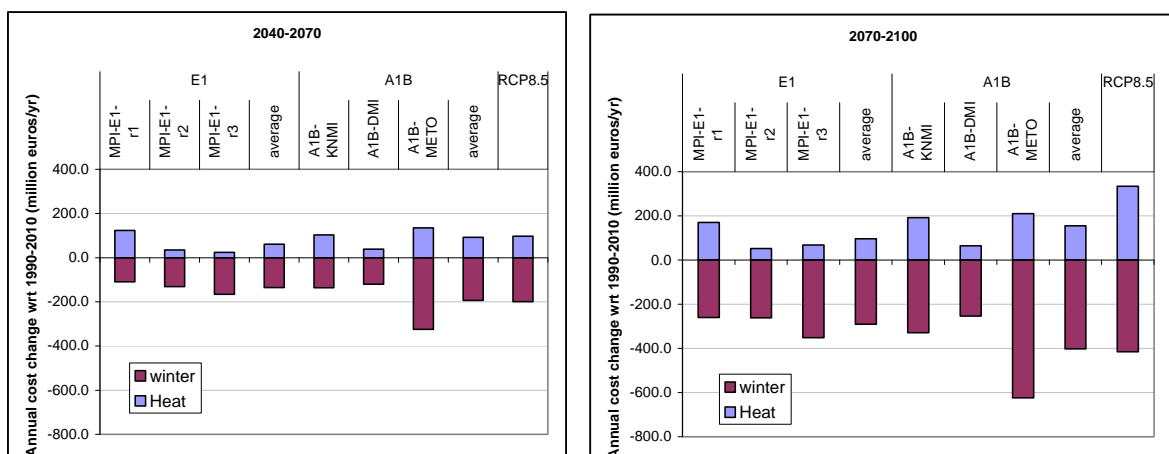 2040-2070
E1
A1B
RCP8.5
MPI-E1-
r1
MPI-E1-
r2
MPI-E1-
r3
average
A1B-
KNMI
A1B-DMI
A1B-
METO
average
Annual cost change wrt 1990-2010 (million euros/yr)
400.0
200.0
0.0
-200.0
-400.0
-600.0
-800.0
winter
Heat
2070-2100
E1
A1B
RCP8.5
MPI-E1-
r1
MPI-E1-
r2
MPI-E1-
r3
average
A1B-
KNMI
A1B-DMI
A1B-
METO
average
Annual cost change wrt 1990-2010 (million euros/yr)
400.0
200.0
0.0
-200.0
-400.0
-600.0
-800.0
winter
Heat